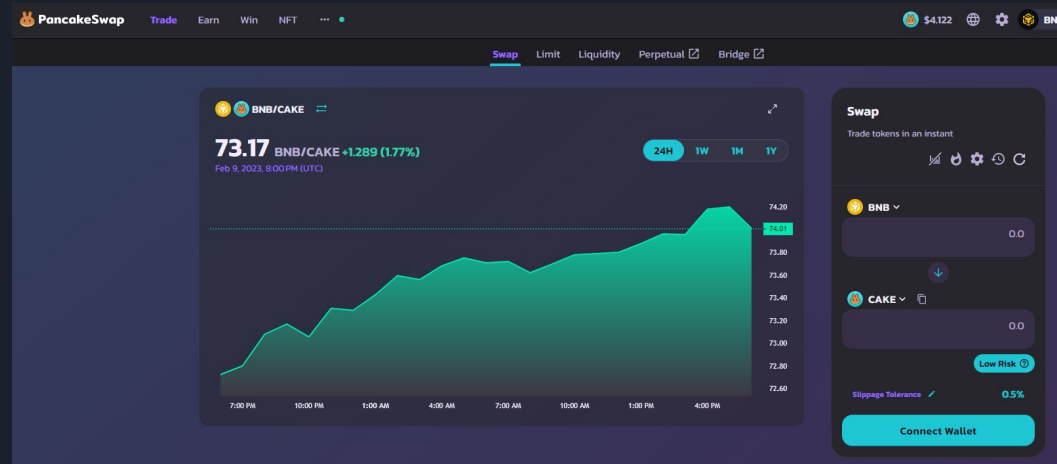 PancakeSwap Trade Earn Win NFT ... $4.122 BN
Swap Limit Liquidity Perpetual Bridge
BNB/CAKE
73.17 BNB/CAKE +1.289 (1.77%)
Feb 9, 2023, 8:00 PM (UTC)
24H 1W 1M 1Y
74.20
74.01
73.80
73.60
73.40
73.20
73.00
72.80
72.60
7:00 PM 10:00 PM 1:00 AM 4:00 AM 7:00 AM 10:00 AM 1:00 PM 4:00 PM
Swap
Trade tokens in an instant
BNB
0.0
CAKE
0.0
Low Risk
Slippage Tolerance 0.5%
Connect Wallet